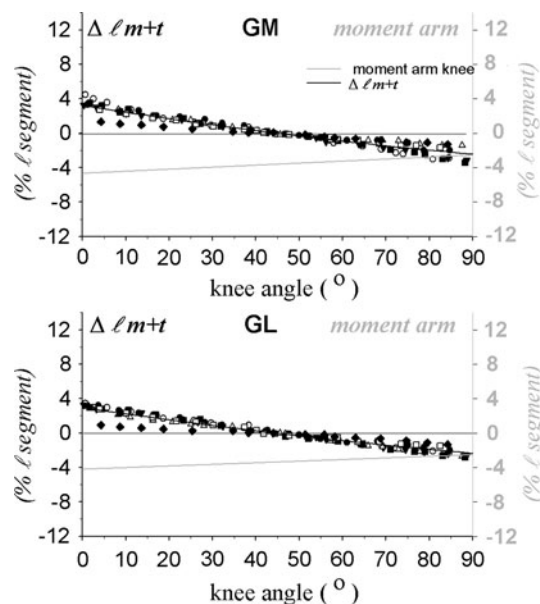 Δ ℓ m+t GM moment arm
moment arm knee
Δ ℓ m+t
(% ℓ segment)
12
8
4
0
-4
-8
-12
12
8
4
0
-4
-8
-12
(% ℓ segment)
0 10 20 30 40 50 60 70 80 90
knee angle ( o )
Δ ℓ m+t GL moment arm
(% ℓ segment)
12
8
4
0
-4
-8
-12
12
8
4
0
-4
-8
-12
(% ℓ segment)
0 10 20 30 40 50 60 70 80 90
knee angle ( o )